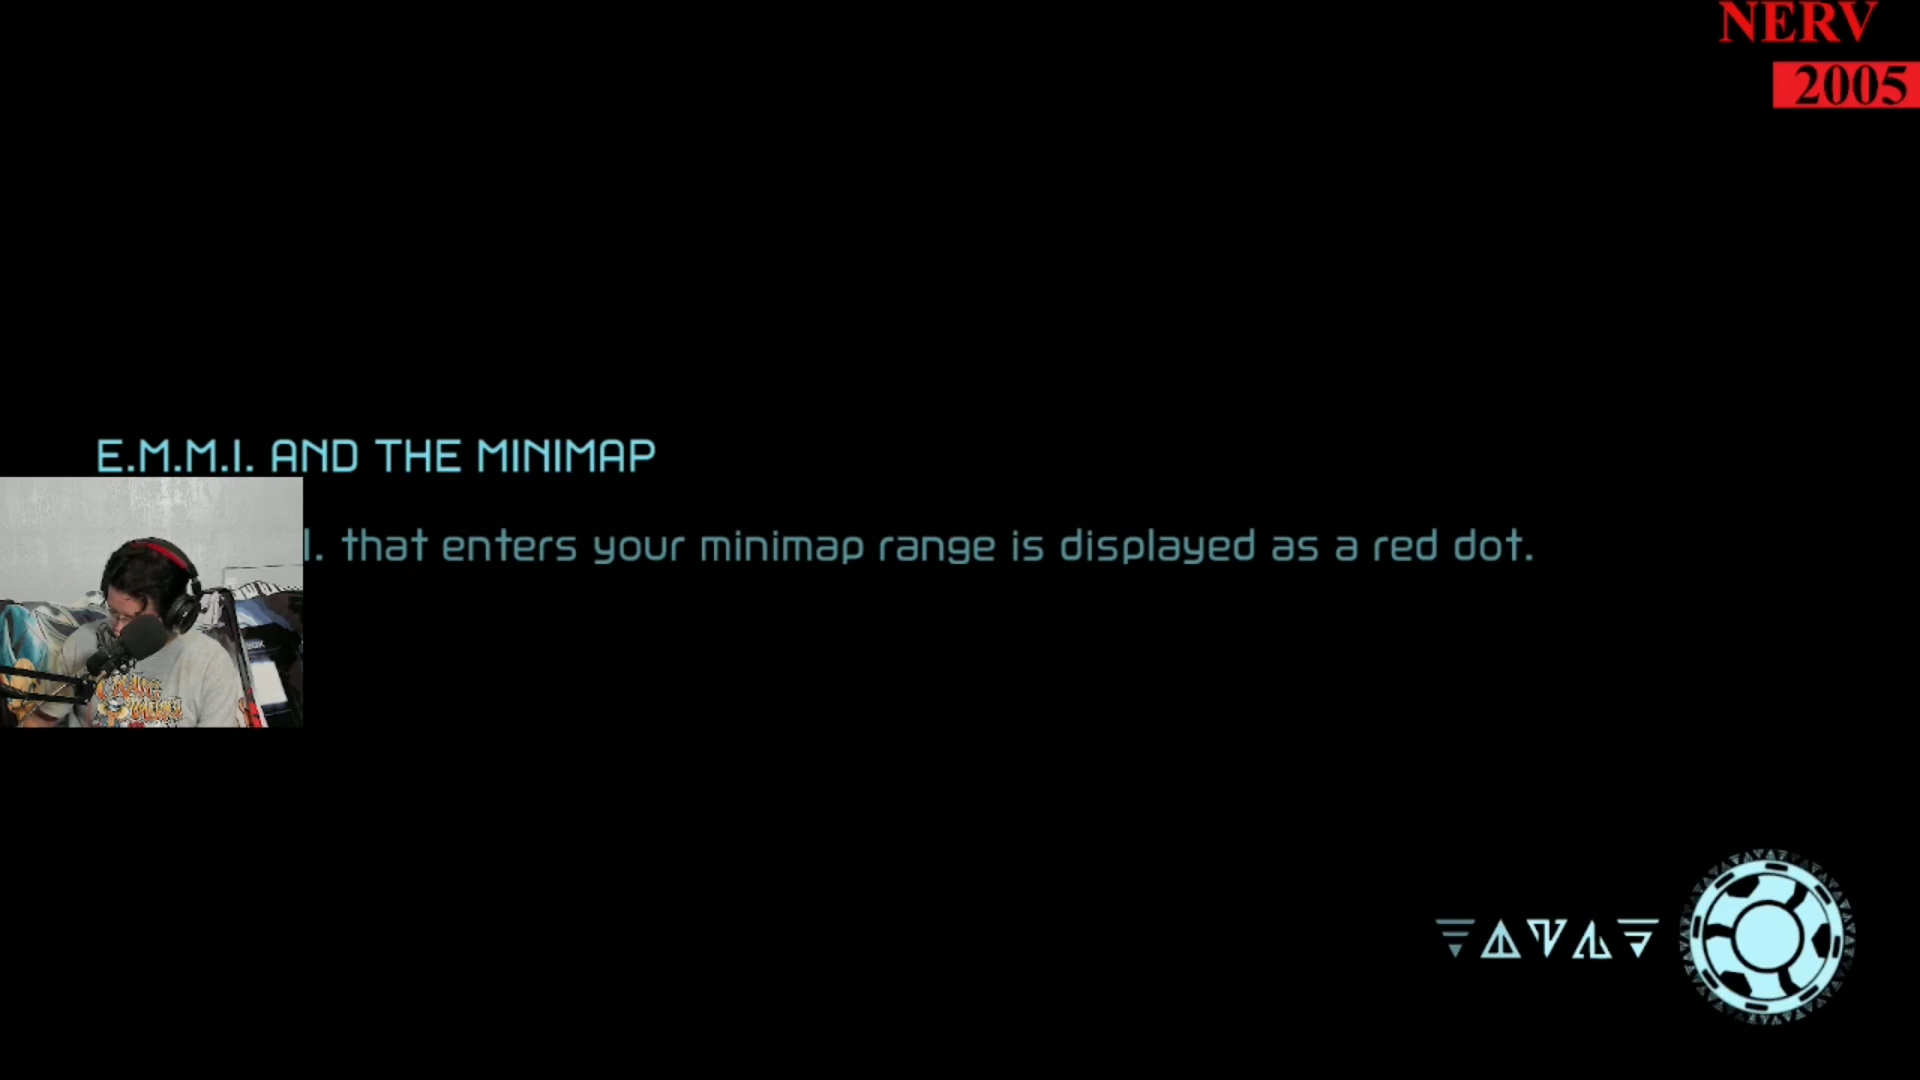 NERV
2005
E.M.M.I. AND THE MINIMAP
I. that enters your minimap range is displayed as a red dot.